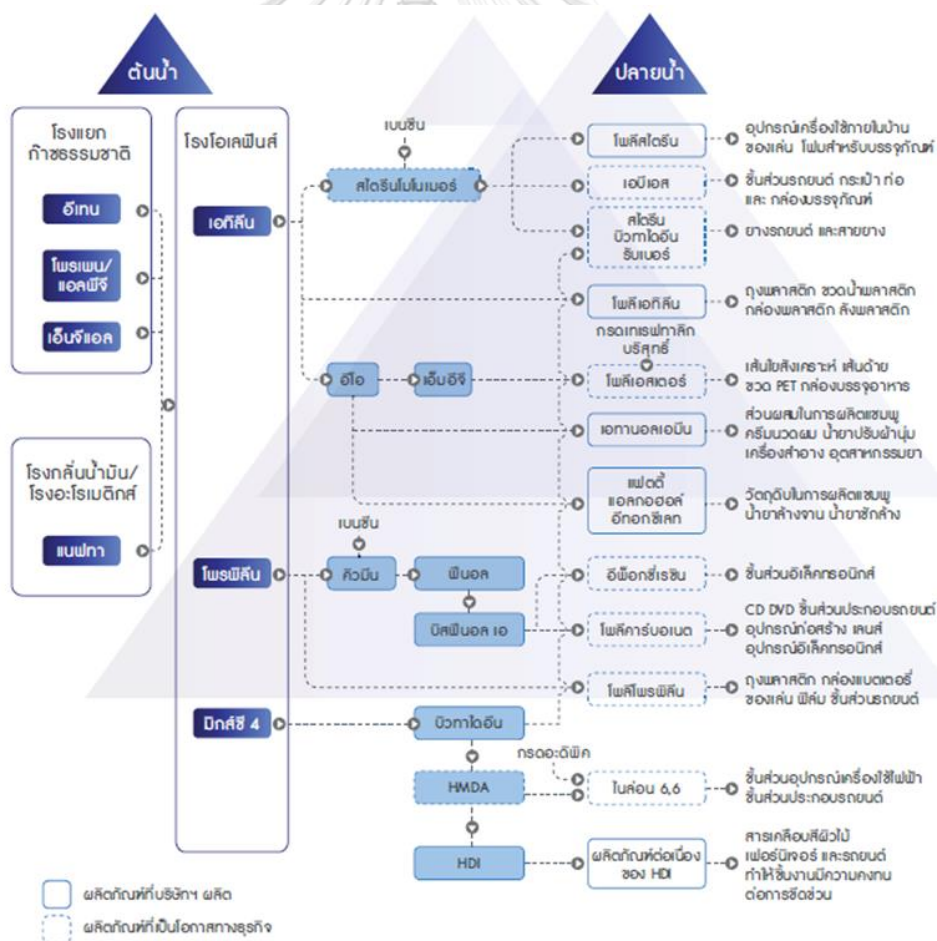 ต้นน้ำ
ปลายน้ำ
โรงแยก
ก๊าซธรรมชาติ
อีเทน
โพรเพน/
แอลพีจี
เอ็นจีแอล
โรงกลั่นน้ำมัน/
โรงอะโรเมติกส์
แนฟทา
โรงโอเลฟินส์
เอทิลีน
โพรพิลีน
มิกส์ซี 4
เบนซีน
สไตรีนโมโนเมอร์
อีโอ
เอ็มอีจี
เบนซีน
คิวมีน
ฟีนอล
บิสฟีนอล เอ
บิวทาไดอีน
HMDA
HDI
โพลีสไตรีน
อุปกรณ์เครื่องใช้ภายในบ้าน
ของเล่น โฟมสำหรับบรรจุภัณฑ์
เอบีเอส
ชิ้นส่วนรถยนต์ กระเป๋า ท่อ
และ กล่องบรรจุภัณฑ์
สไตรีน
บิวทาไดอีน
รับเบอร์
ยางรถยนต์ และสายยาง
โพลีเอทิลีน
ถุงพลาสติก ขวดน้ำพลาสติก
กล่องพลาสติก ลังพลาสติก
กรดเทเรฟทาลิก
บริสุทธิ์
โพลีเอสเตอร์
เส้นใยสังเคราะห์ เส้นด้าย
ขวด PET กล่องบรรจุอาหาร
เอทานอลเอมีน
ส่วนผสมในการผลิตแชมพู
ครีมนวดผม น้ำยาปรับผ้านุ่ม
เครื่องสำอาง อุตสาหกรรมยา
แฟตตี้
แอลกอฮอล์
อีทอกซีเลท
วัตถุดิบในการผลิตแชมพู
น้ำยาล้างจาน น้ำยาซักล้าง
อีพ็อกซี่เรซิน
ชิ้นส่วนอิเล็คทรอนิกส์
โพลีคาร์บอเนต
CD DVD ชิ้นส่วนประกอบรถยนต์
อุปกรณ์ก่อสร้าง เลนส์
อุปกรณ์อิเล็คทรอนิกส์
โพลีโพรพิลีน
ถุงพลาสติก กล่องแบตเตอรี่
ของเล่น ฟิล์ม ชิ้นส่วนรถยนต์
กรดอะดิพิค
ไนล่อน 6,6
ชิ้นส่วนอุปกรณ์เครื่องใช้ไฟฟ้า
ชิ้นส่วนประกอบรถยนต์
ผลิตภัณฑ์ต่อเนื่อง
ของ HDI
สารเคลือบสีผิวไม้
เฟอร์นิเจอร์ และรถยนต์
ทำให้ชิ้นงานมีความคงทน
ต่อการขีดข่วน
ผลิตภัณฑ์ที่บริษัทฯ ผลิต
ผลิตภัณฑ์ที่เป็นโอกาสทางธุรกิจ